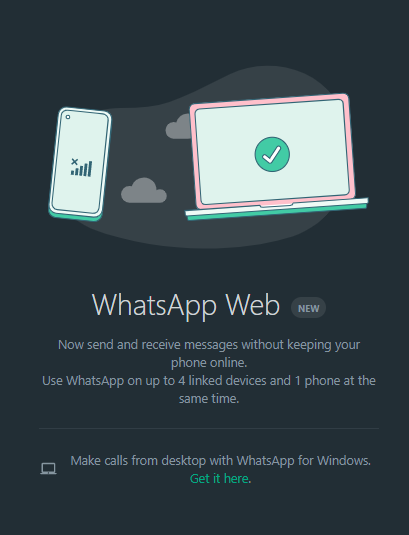 WhatsApp Web NEW
Now send and receive messages without keeping your
phone online.
Use WhatsApp on up to 4 linked devices and 1 phone at the
same time.
Make calls from desktop with WhatsApp for Windows.
Get it here.